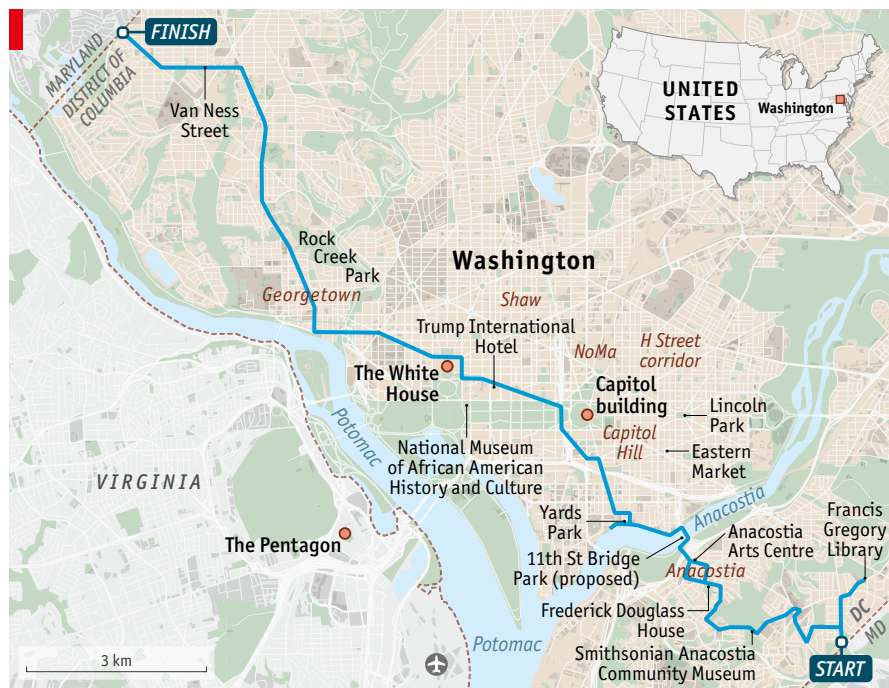 FINISH
MARYLAND
DISTRICT OF
COLUMBIA
Van Ness
Street
UNITED
STATES
Washington
Rock
Creek
Park
Washington
Georgetown
Shaw
Trump International
Hotel
NoMa
H Street
corridor
The White
House
Capitol
building
Lincoln
Park
Capitol
Hill
Eastern
Market
Potomac
National Museum
of African American
History and Culture
VIRGINIA
Anacostia
Yards
Park
Francis
Gregory
Library
Anacostia
Arts Centre
The Pentagon
11th St Bridge
Park (proposed)
Anacostia
Frederick Douglass
House
DC
MD
Potomac
Smithsonian Anacostia
Community Museum
START
3 km